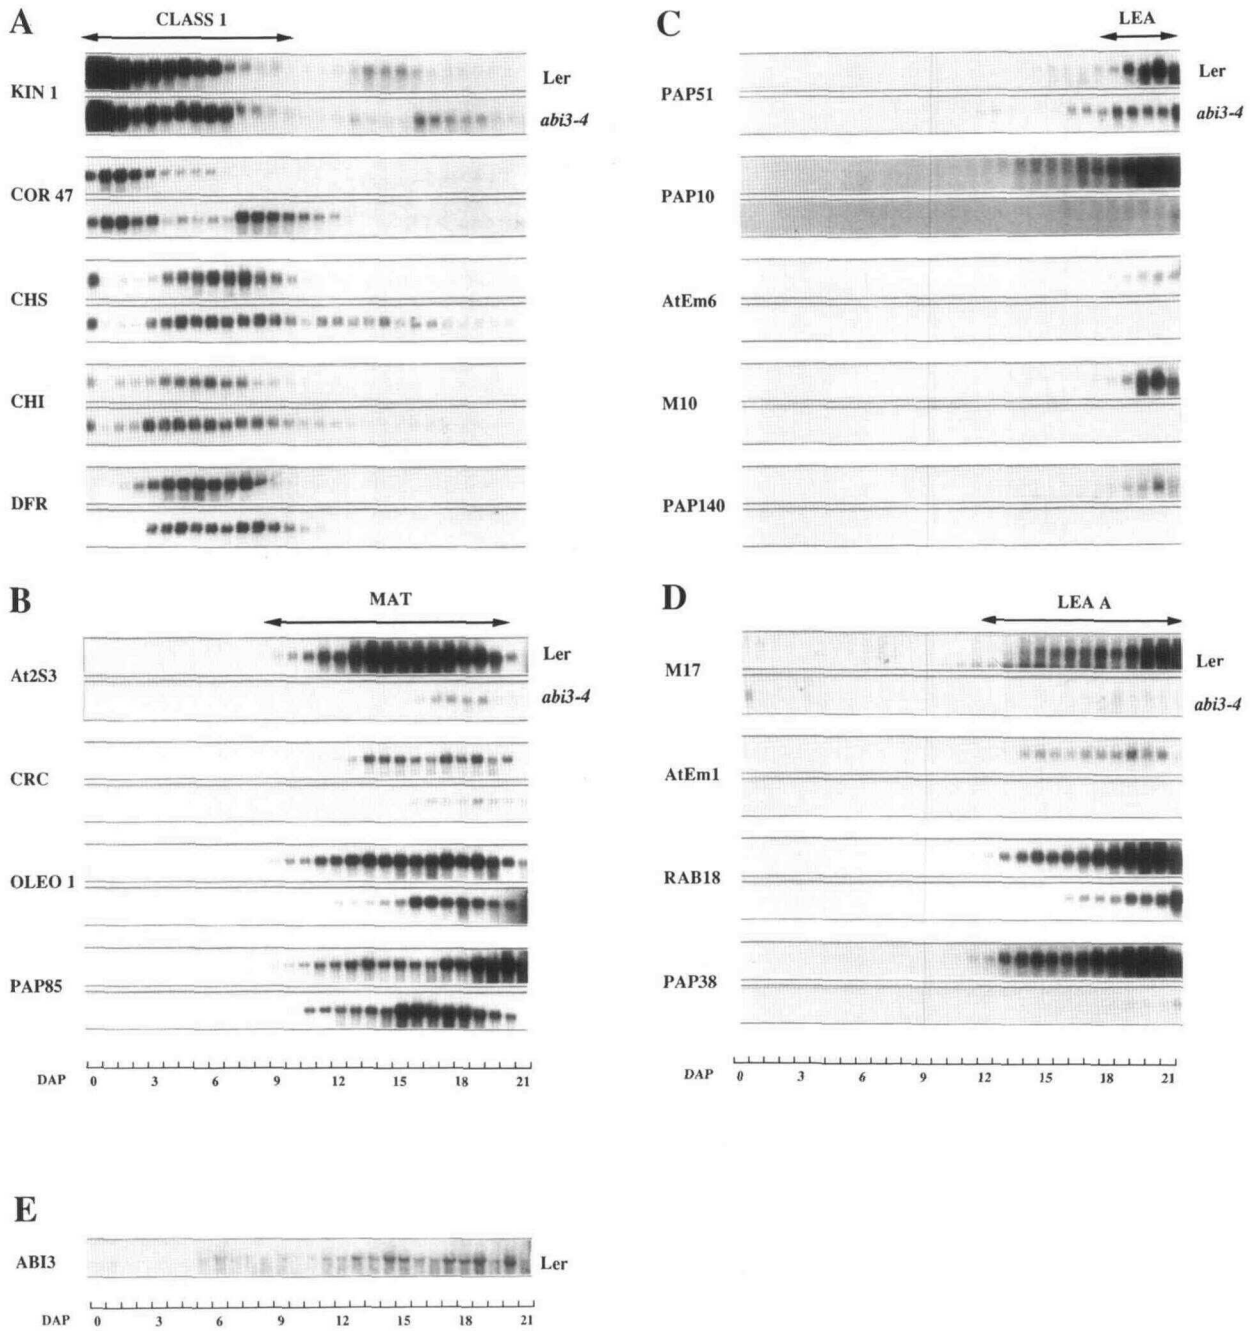 A
CLASS 1
KIN 1
Ler
abi3-4
COR 47
CHS
CHI
DFR
B
MAT
At2S3
Ler
abi3-4
CRC
OLEO 1
PAP85
DAP 0 3 6 9 12 15 18 21
C
LEA
PAP51
Ler
abi3-4
PAP10
AtEm6
M10
PAP140
D
LEA A
M17
Ler
abi3-4
AtEm1
RAB18
PAP38
DAP 0 3 6 9 12 15 18 21
E
ABI3
Ler
DAP 0 3 6 9 12 15 18 21